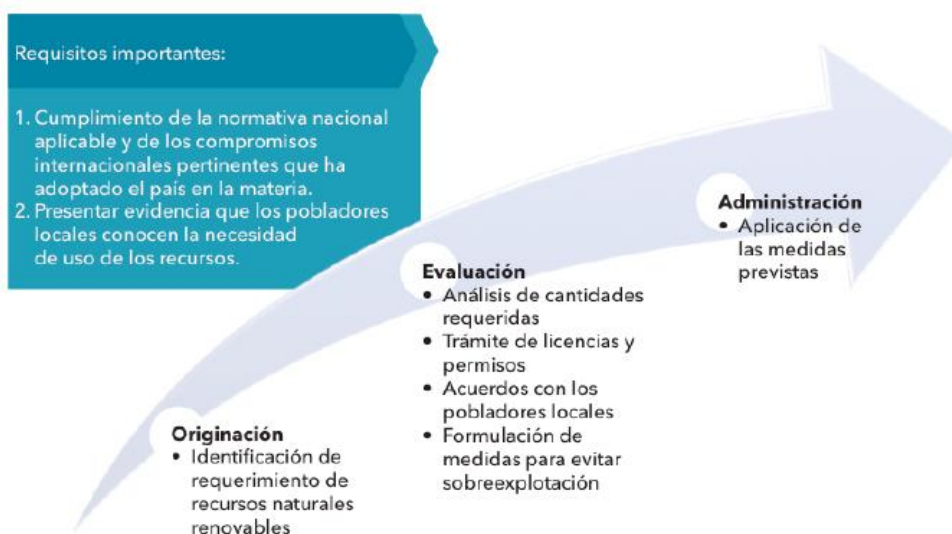 Requisitos importantes:
1. Cumplimiento de la normativa nacional
aplicable y de los compromisos
internacionales pertinentes que ha
adoptado el país en la materia.
2. Presentar evidencia que los pobladores
locales conocen la necesidad
de uso de los recursos.
Originación
• Identificación de
requerimiento de
recursos naturales
renovables
Evaluación
• Análisis de cantidades
requeridas
• Trámite de licencias y
permisos
• Acuerdos con los
pobladores locales
• Formulación de
medidas para evitar
sobreexplotación
Administración
• Aplicación de
las medidas
previstas